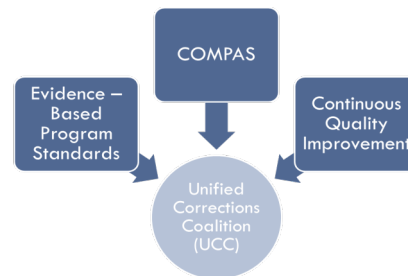 COMPAS
Evidence –
Based
Program
Standards
Continuous
Quality
Improvement
Unified
Corrections
Coalition
(UCC)